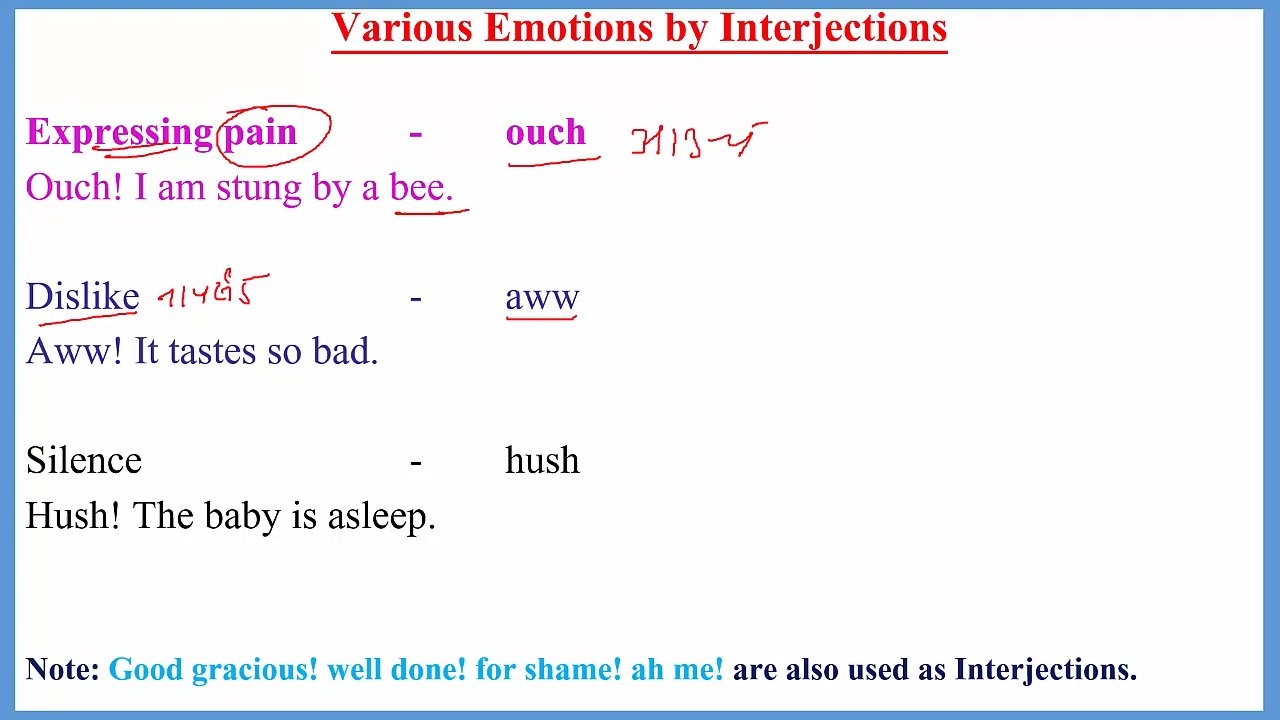 Various Emotions by Interjections
Expressing pain - ouch
Ouch! I am stung by a bee.
Dislike - aww
Aww! It tastes so bad.
Silence - hush
Hush! The baby is asleep.
Note: Good gracious! well done! for shame! ah me! are also used as Interjections.